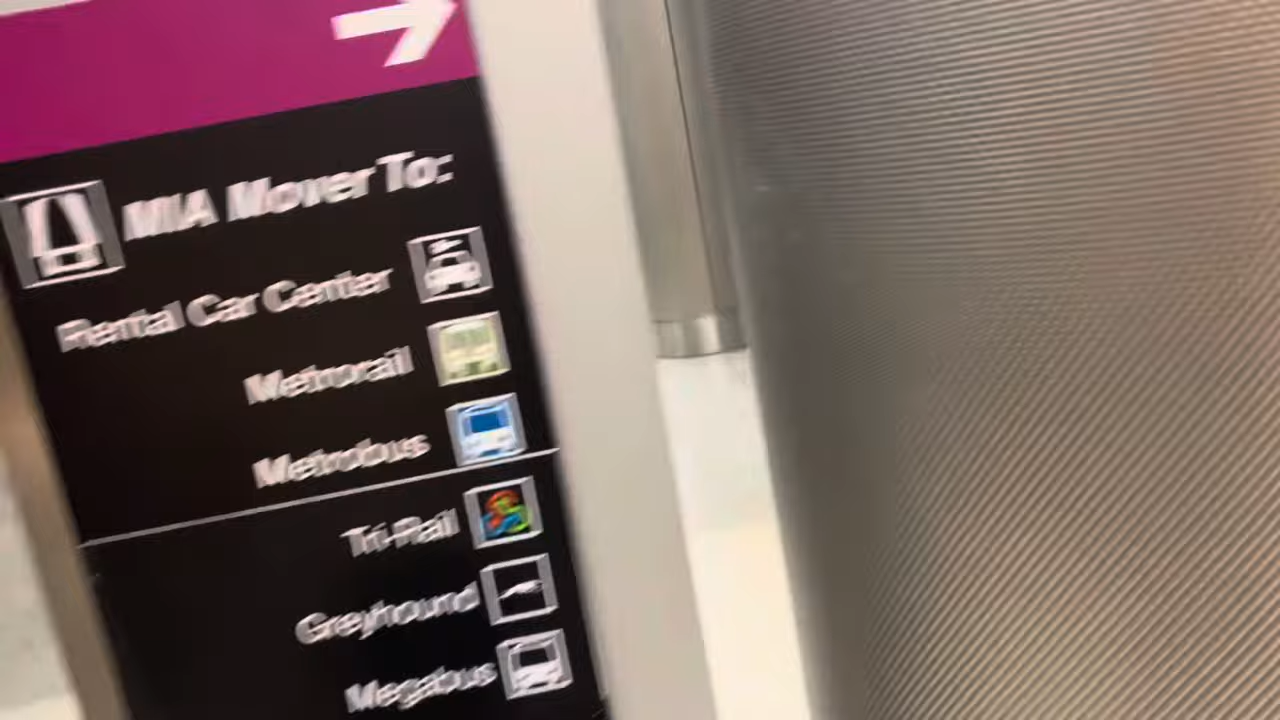 MIA Mover To:
Rental Car Center
Metrorail
Metrobus
Tri-Rail
Greyhound
Megabus